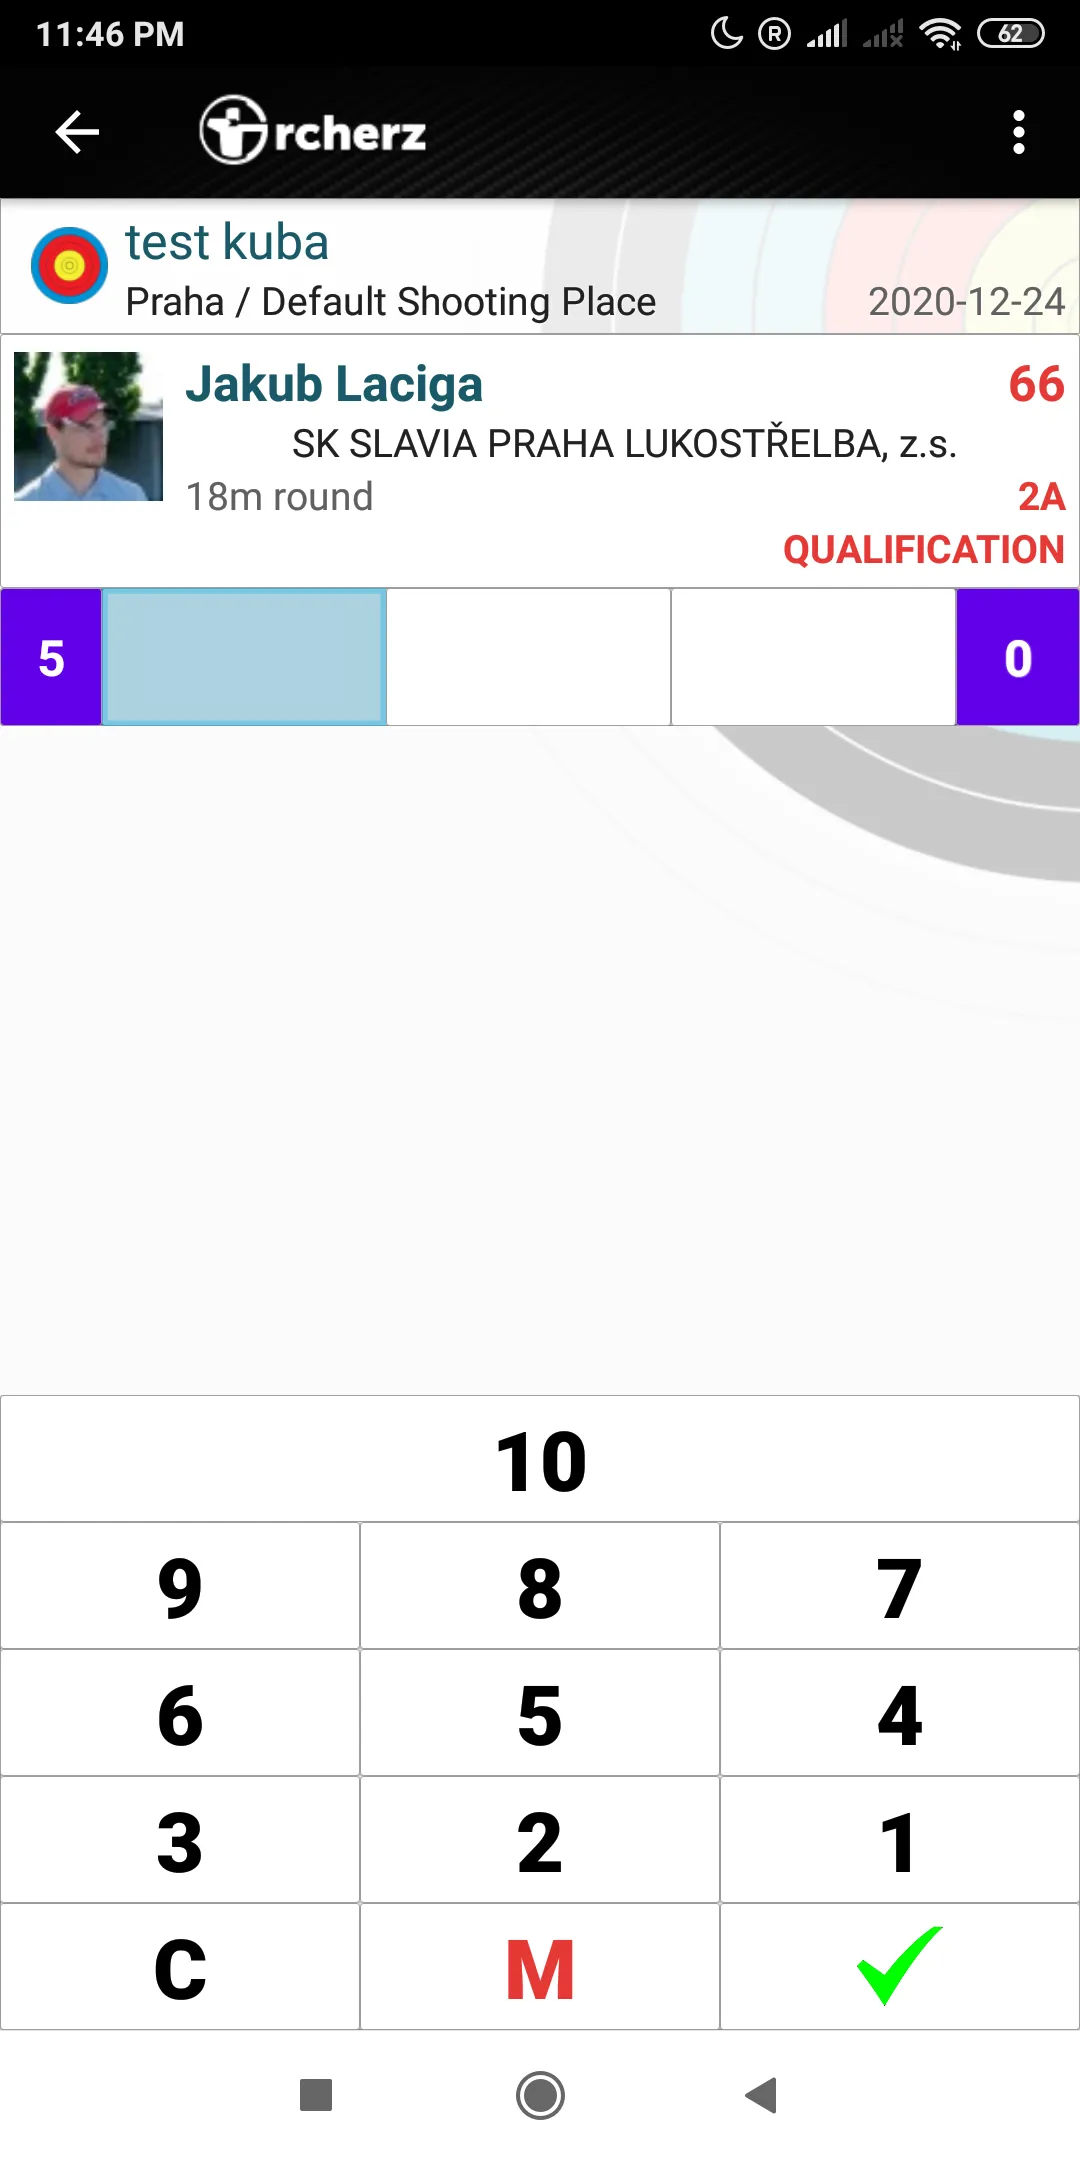 11:46 PM
R
62
rcherz
test kuba
Praha / Default Shooting Place
2020-12-24
Jakub Laciga
66
SK SLAVIA PRAHA LUKOSTŘELBA, z.s.
18m round
2A
QUALIFICATION
5
0
10
9 8 7
6 5 4
3 2 1
C M